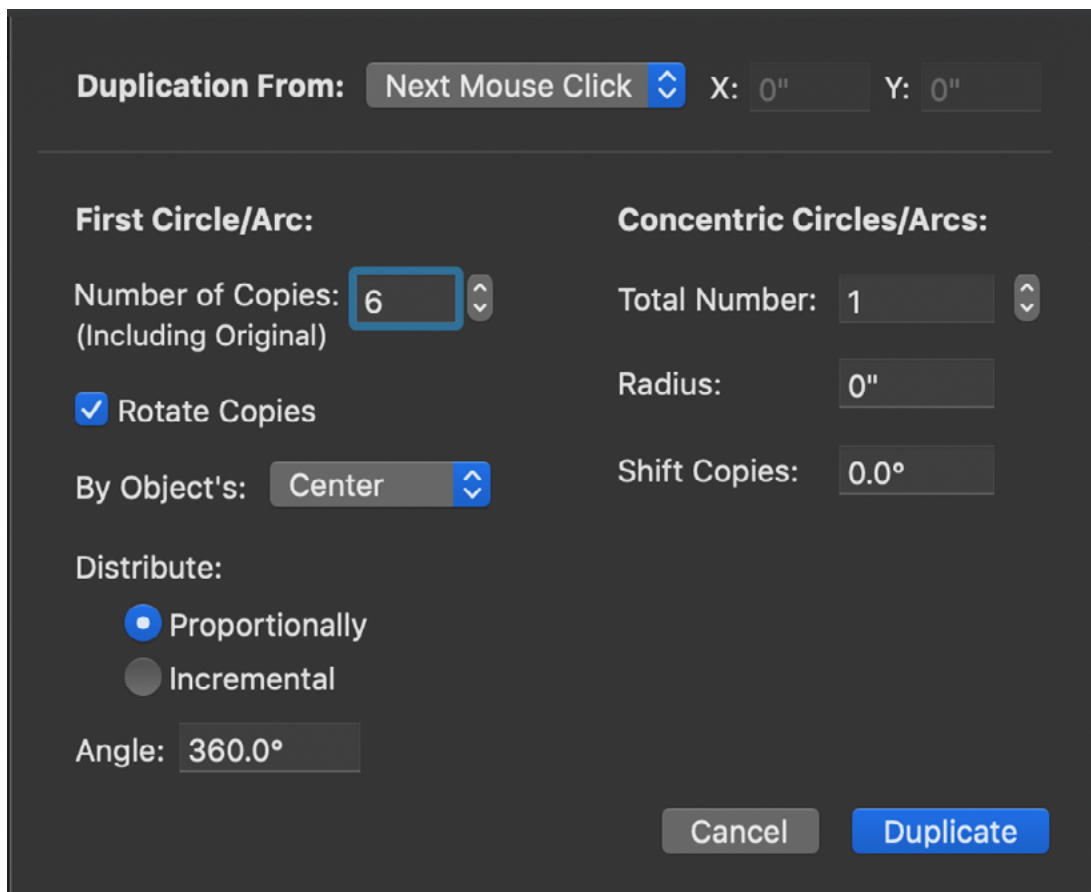 Duplication From: Next Mouse Click X: 0" Y: 0"
First Circle/Arc:
Number of Copies: 6
(Including Original)
Rotate Copies
By Object's: Center
Distribute:
Proportionally
Incremental
Angle: 360.0°
Concentric Circles/Arcs:
Total Number: 1
Radius: 0"
Shift Copies: 0.0°
Cancel Duplicate